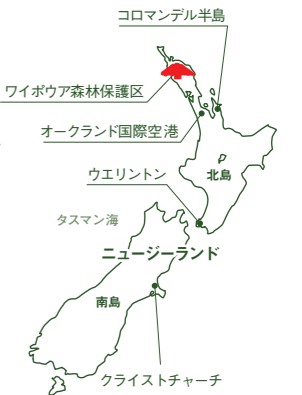 コロマンデル半島
ワイポウア森林保護区
オークランド国際空港
北島
ウエリントン
タスマン海
ニュージーランド
南島
クライストチャーチ